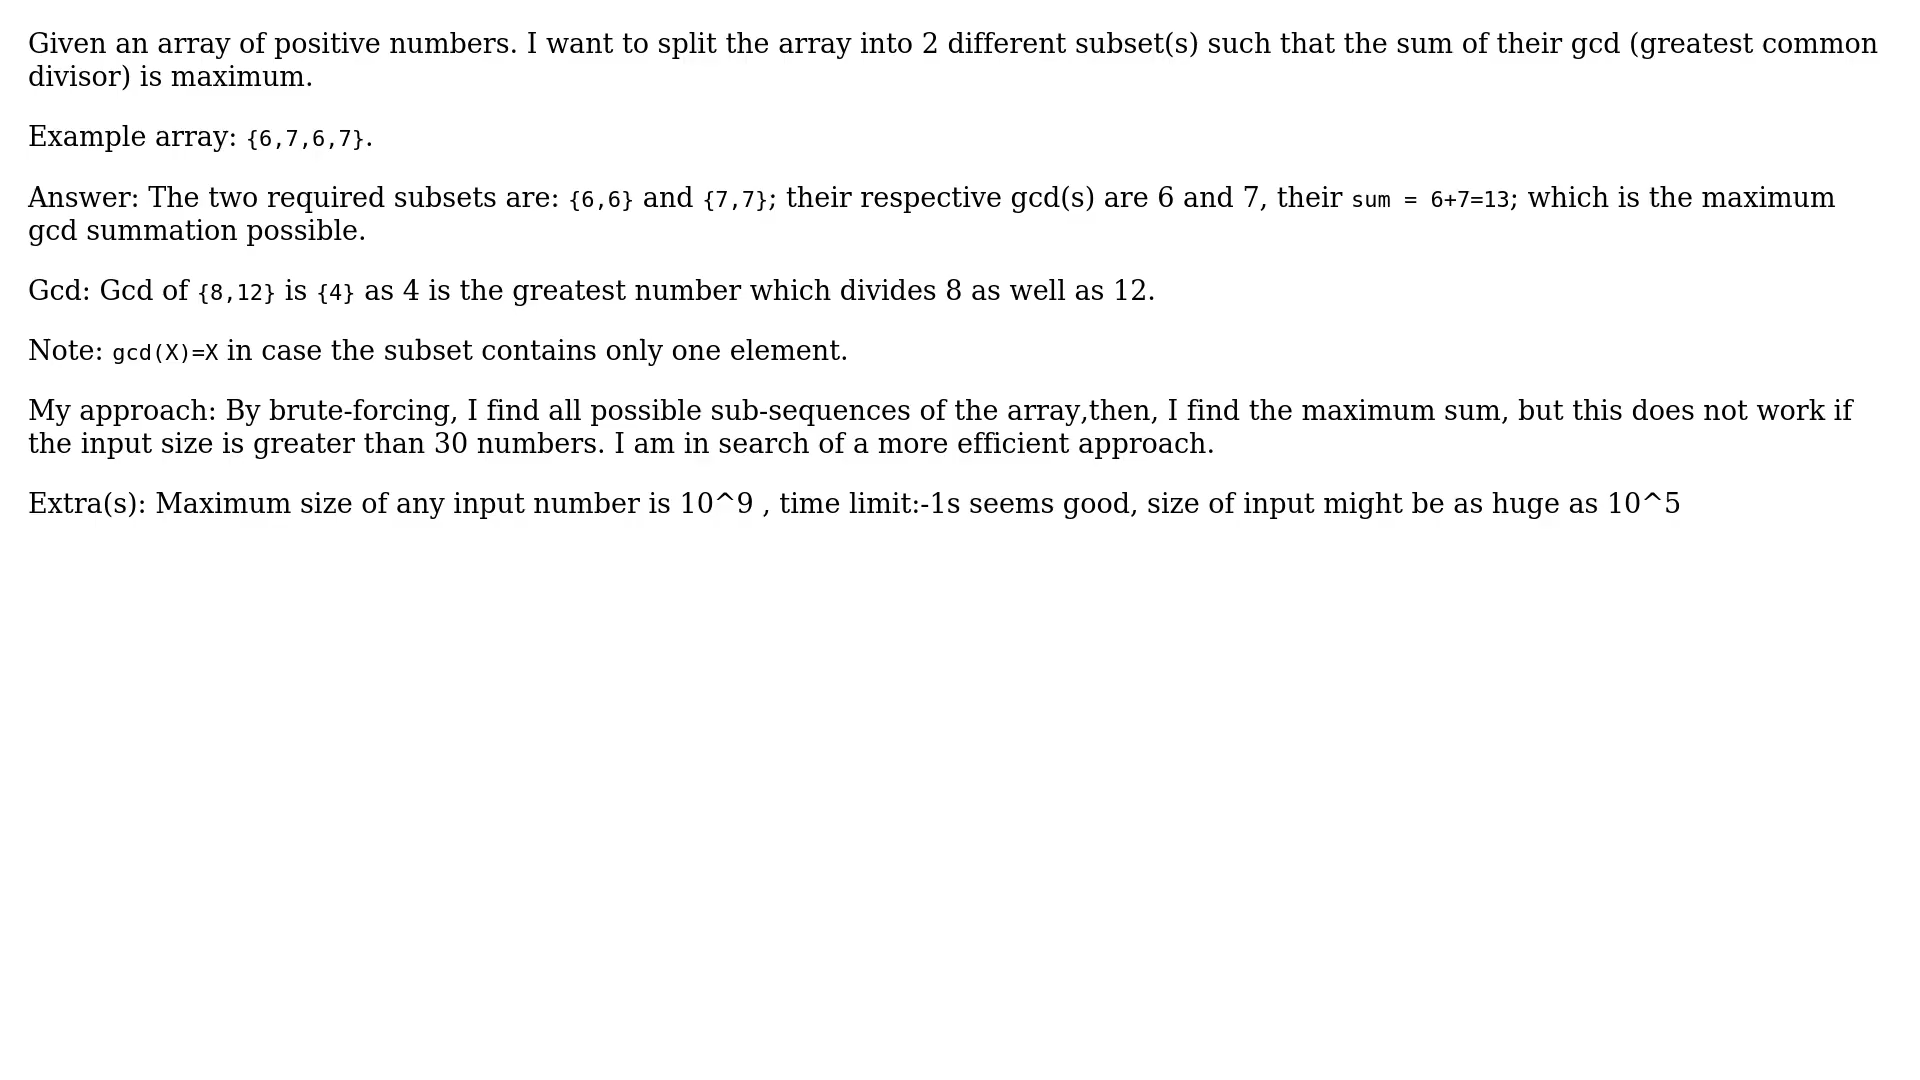 Given an array of positive numbers. I want to split the array into 2 different subset(s) such that the sum of their gcd (greatest common
divisor) is maximum.
Example array: {6,7,6,7}.
Answer: The two required subsets are: {6,6} and {7,7}; their respective gcd(s) are 6 and 7, their sum = 6+7=13; which is the maximum
gcd summation possible.
Gcd: Gcd of {8,12} is {4} as 4 is the greatest number which divides 8 as well as 12.
Note: gcd(X)=X in case the subset contains only one element.
My approach: By brute-forcing, I find all possible sub-sequences of the array,then, I find the maximum sum, but this does not work if
the input size is greater than 30 numbers. I am in search of a more efficient approach.
Extra(s): Maximum size of any input number is 10^9 , time limit:-1s seems good, size of input might be as huge as 10^5